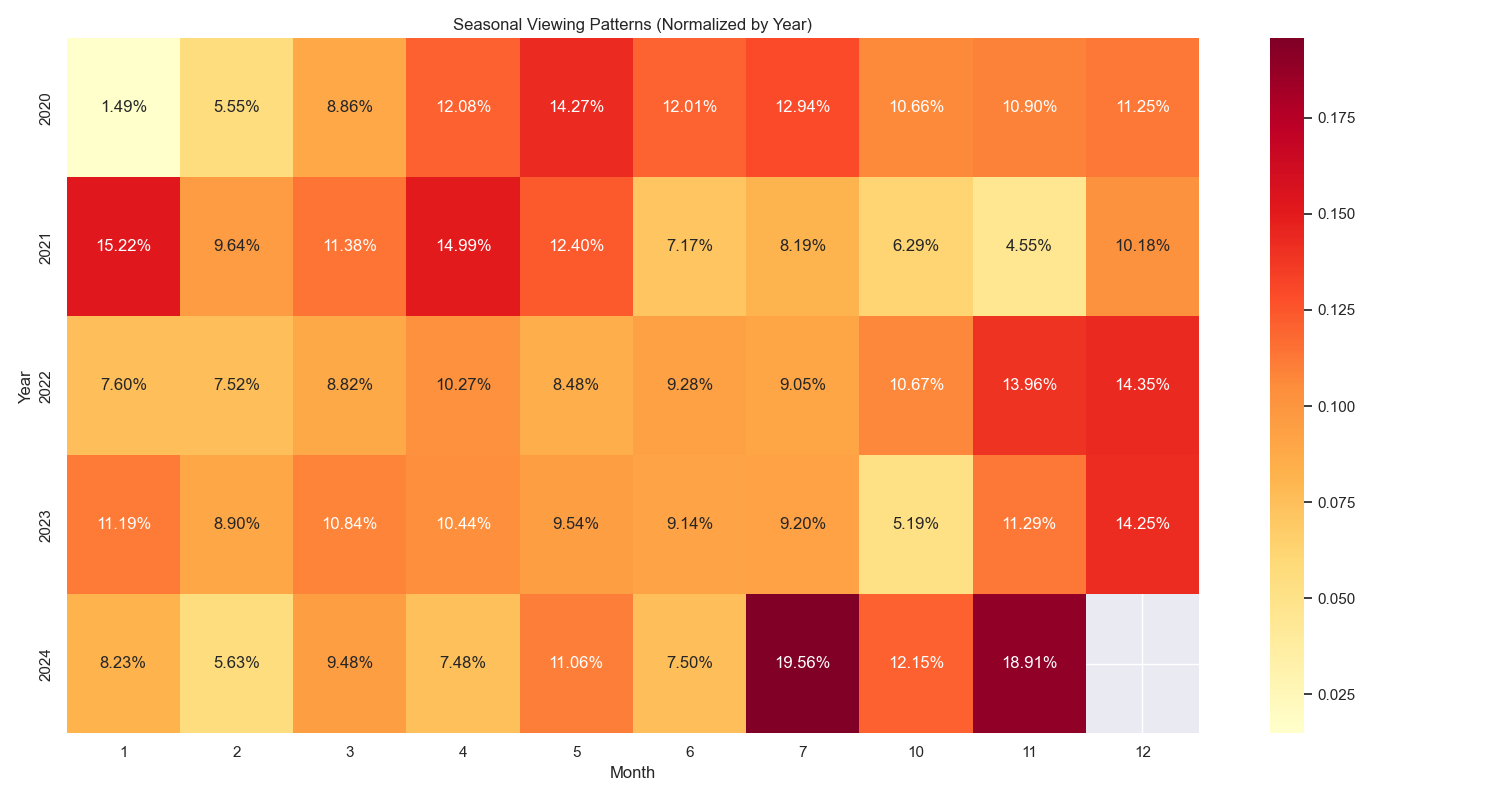 Seasonal Viewing Patterns (Normalized by Year)
Year
2020 1.49% 5.55% 8.86% 12.08% 14.27% 12.01% 12.94% 10.66% 10.90% 11.25%
2021 15.22% 9.64% 11.38% 14.99% 12.40% 7.17% 8.19% 6.29% 4.55% 10.18%
2022 7.60% 7.52% 8.82% 10.27% 8.48% 9.28% 9.05% 10.67% 13.96% 14.35%
2023 11.19% 8.90% 10.84% 10.44% 9.54% 9.14% 9.20% 5.19% 11.29% 14.25%
2024 8.23% 5.63% 9.48% 7.48% 11.06% 7.50% 19.56% 12.15% 18.91%
1 2 3 4 5 6 7 10 11 12
Month
0.175
0.150
0.125
0.100
0.075
0.050
0.025